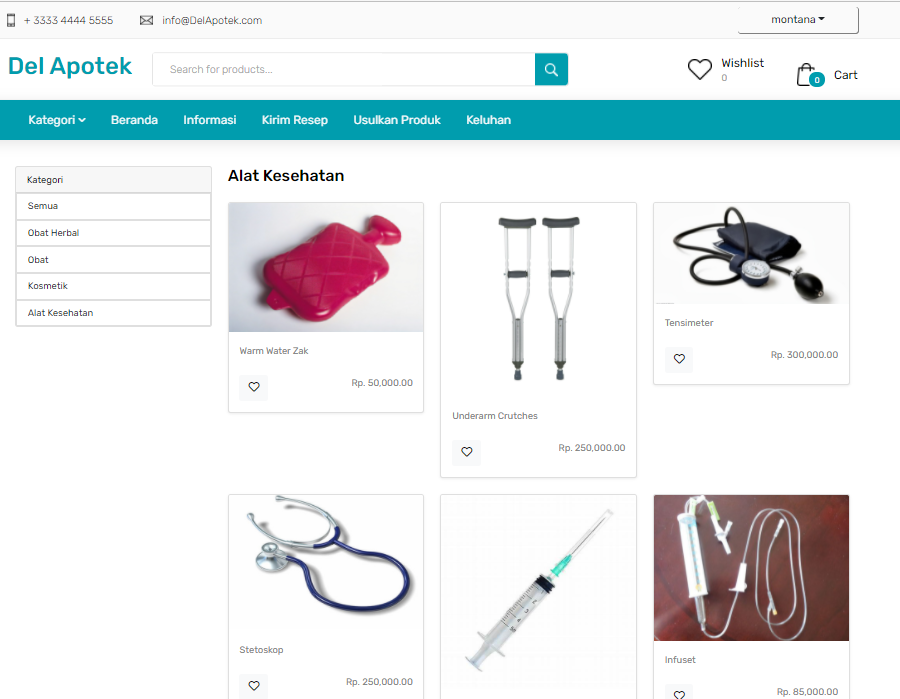 + 3333 4444 5555
info@DelApotek.com
montana
Del Apotek
Search for products...
Wishlist
0
0
Cart
Kategori
Beranda
Informasi
Kirim Resep
Usulkan Produk
Keluhan
Kategori
Semua
Obat Herbal
Obat
Kosmetik
Alat Kesehatan
Alat Kesehatan
Warm Water Zak
Rp. 50,000.00
Underarm Crutches
Rp. 250,000.00
Tensimeter
Rp. 300,000.00
Stetoskop
Rp. 250,000.00
Infuset
Rp. 85,000.00